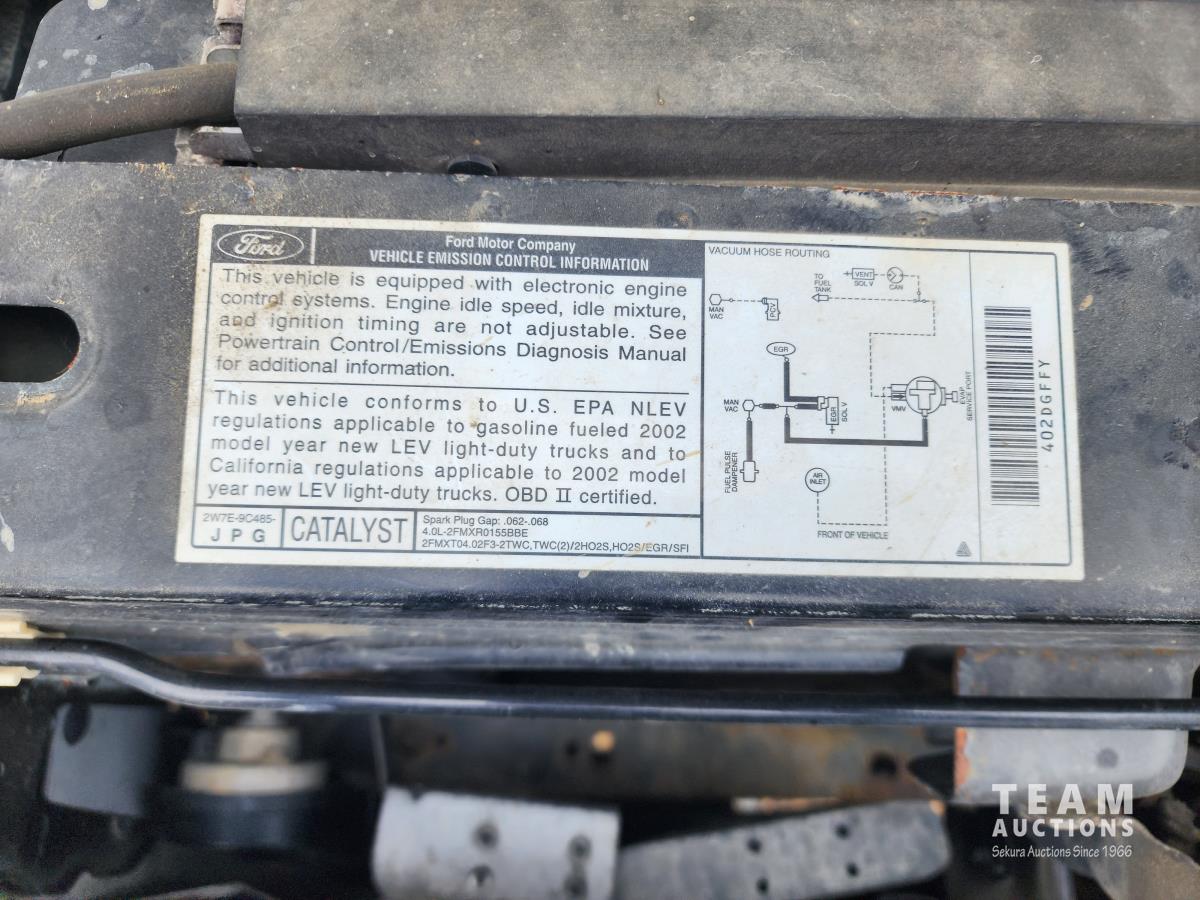 Ford
Ford Motor Company
VEHICLE EMISSION CONTROL INFORMATION
This vehicle is equipped with electronic engine
control systems. Engine idle speed, idle mixture,
and ignition timing are not adjustable. See
Powertrain Control/Emissions Diagnosis Manual
for additional information.
This vehicle conforms to U.S. EPA NLEV
regulations applicable to gasoline fueled 2002
model year new LEV light-duty trucks and to
California regulations applicable to 2002 model
year new LEV light-duty trucks. OBD II certified.
2W7E-9C485-
JPG
CATALYST
Spark Plug Gap: .062-.068
4.0L-2FMXR0155BBE
2FMXT04.02F3-2TWC,TWC(2)/2HO2S,HO2S/EGR/SFI
VACUUM HOSE ROUTING
MAN
VAC
PCV
TO
FUEL
TANK
VENT
SOL V
CAN
EGR
MAN
VAC
EGR
SOL V
VMV
EVAP
SERVICE PORT
FUEL PULSE
DAMPENER
AIR
INLET
FRONT OF VEHICLE
402DGFFY
TEAM
AUCTIONS
Sekura Auctions Since 1966